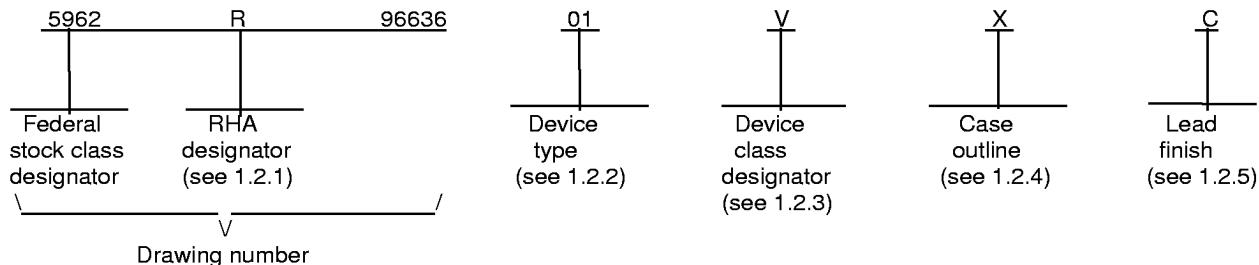 5962 R 96636 01 V X C
Federal RHA Device Device Case Lead
stock class designator type class outline finish
designator (see 1.2.1) (see 1.2.2) designator (see 1.2.4) (see 1.2.5)
(see 1.2.3)
\ /
V
Drawing number